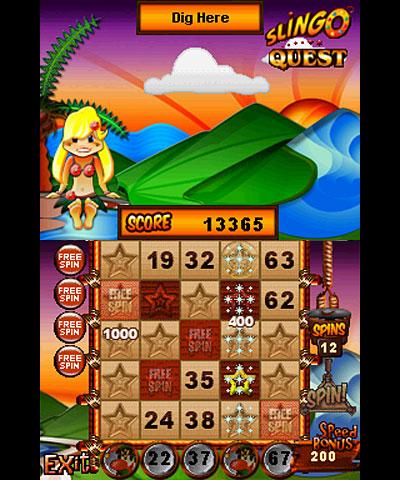 Dig Here
SLINGO
QUEST
SCORE 13365
FREE SPIN
FREE SPIN
FREE SPIN
FREE SPIN
19 32 63
FREE SPIN 62
1000 FREE SPIN 400
FREE SPIN 35
24 38 FREE SPIN
SPINS
12
SPIN!
Speed
BONUS
200
EXIT! 22 37 67